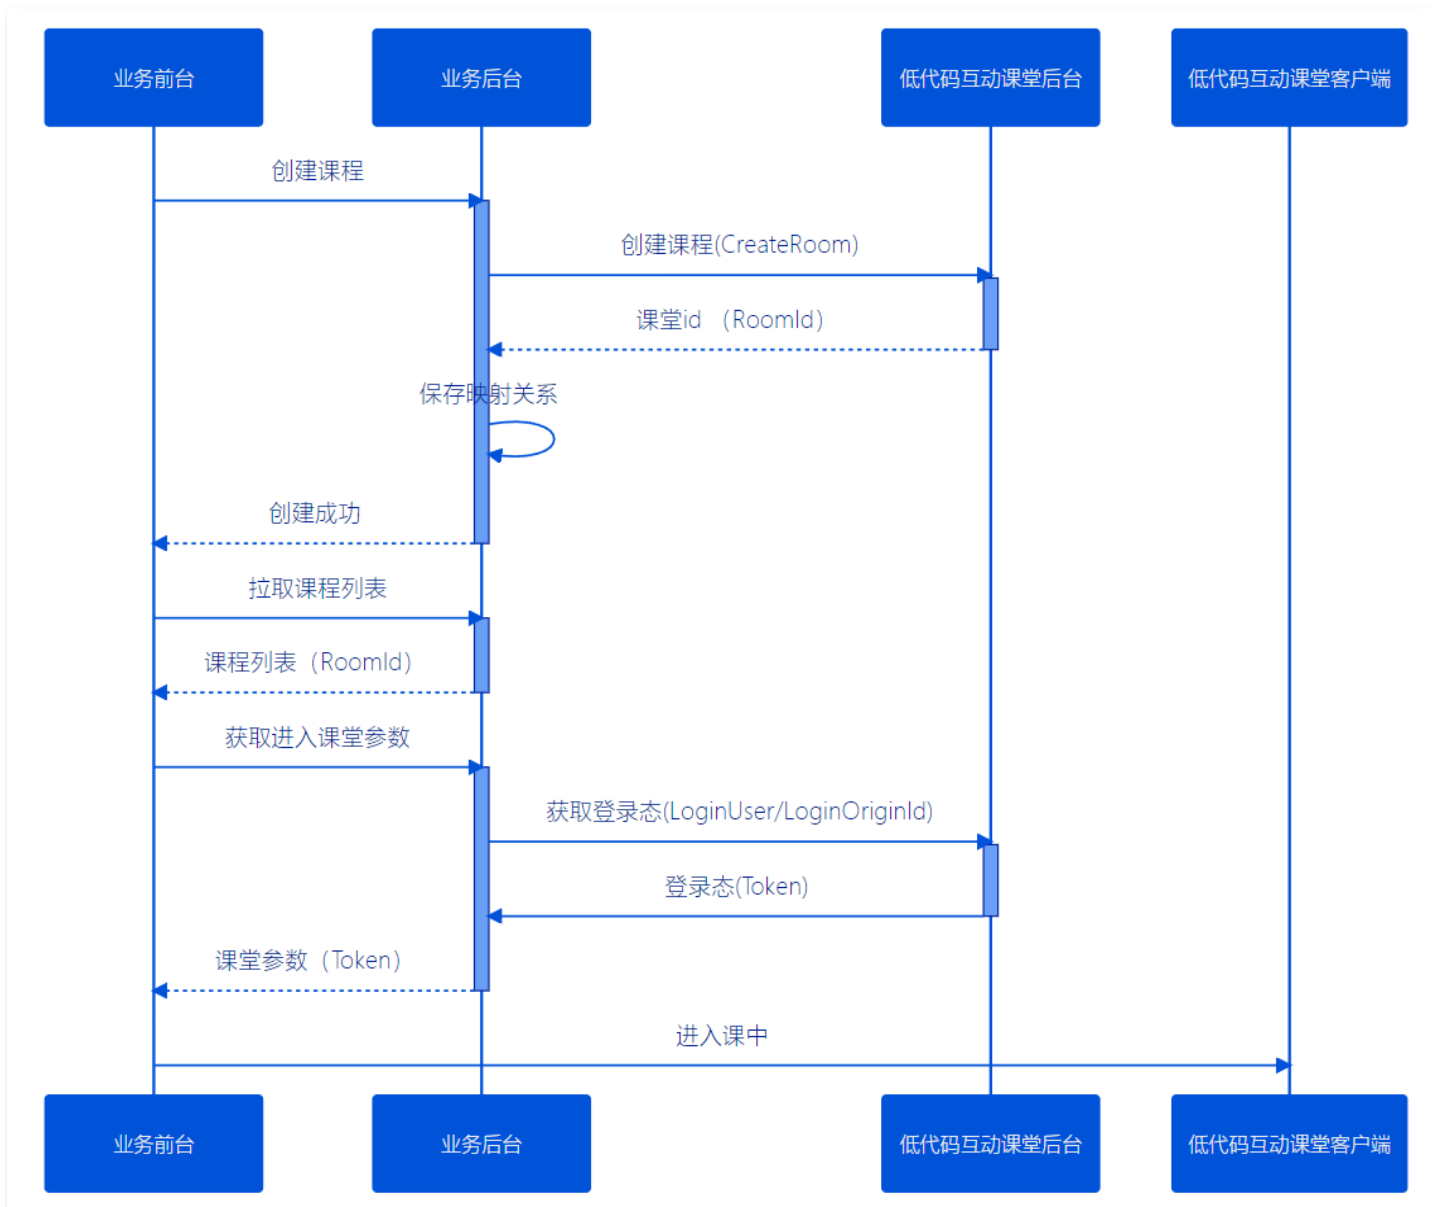 业务前台
业务后台
低代码互动课堂后台
低代码互动课堂客户端
创建课程
创建课程(CreateRoom)
课堂id （RoomId）
保存映射关系
创建成功
拉取课程列表
课程列表（RoomId）
获取进入课堂参数
获取登录态(LoginUser/LoginOriginId)
登录态(Token)
课堂参数（Token）
进入课中
业务前台
业务后台
低代码互动课堂后台
低代码互动课堂客户端